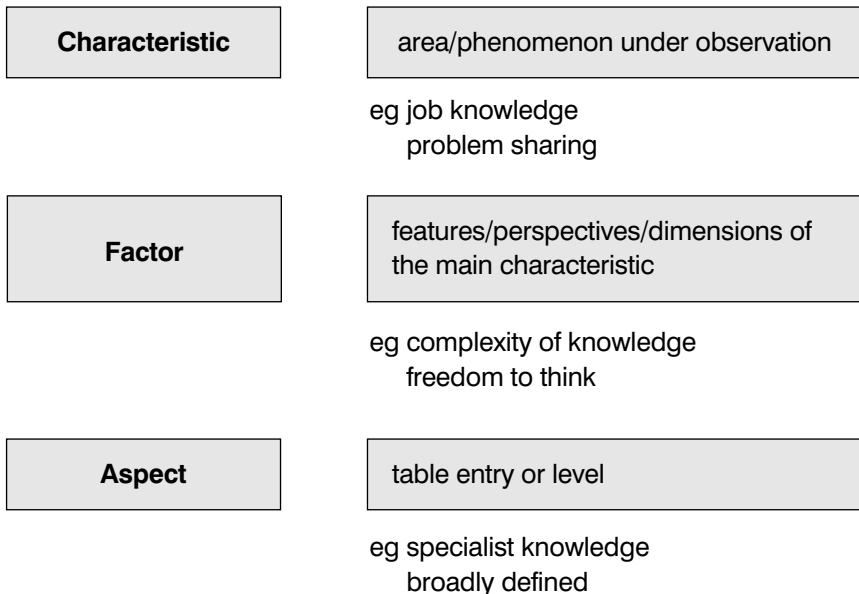 Characteristic
area/phenomenon under observation
eg job knowledge
problem sharing
Factor
features/perspectives/dimensions of
the main characteristic
eg complexity of knowledge
freedom to think
Aspect
table entry or level
eg specialist knowledge
broadly defined